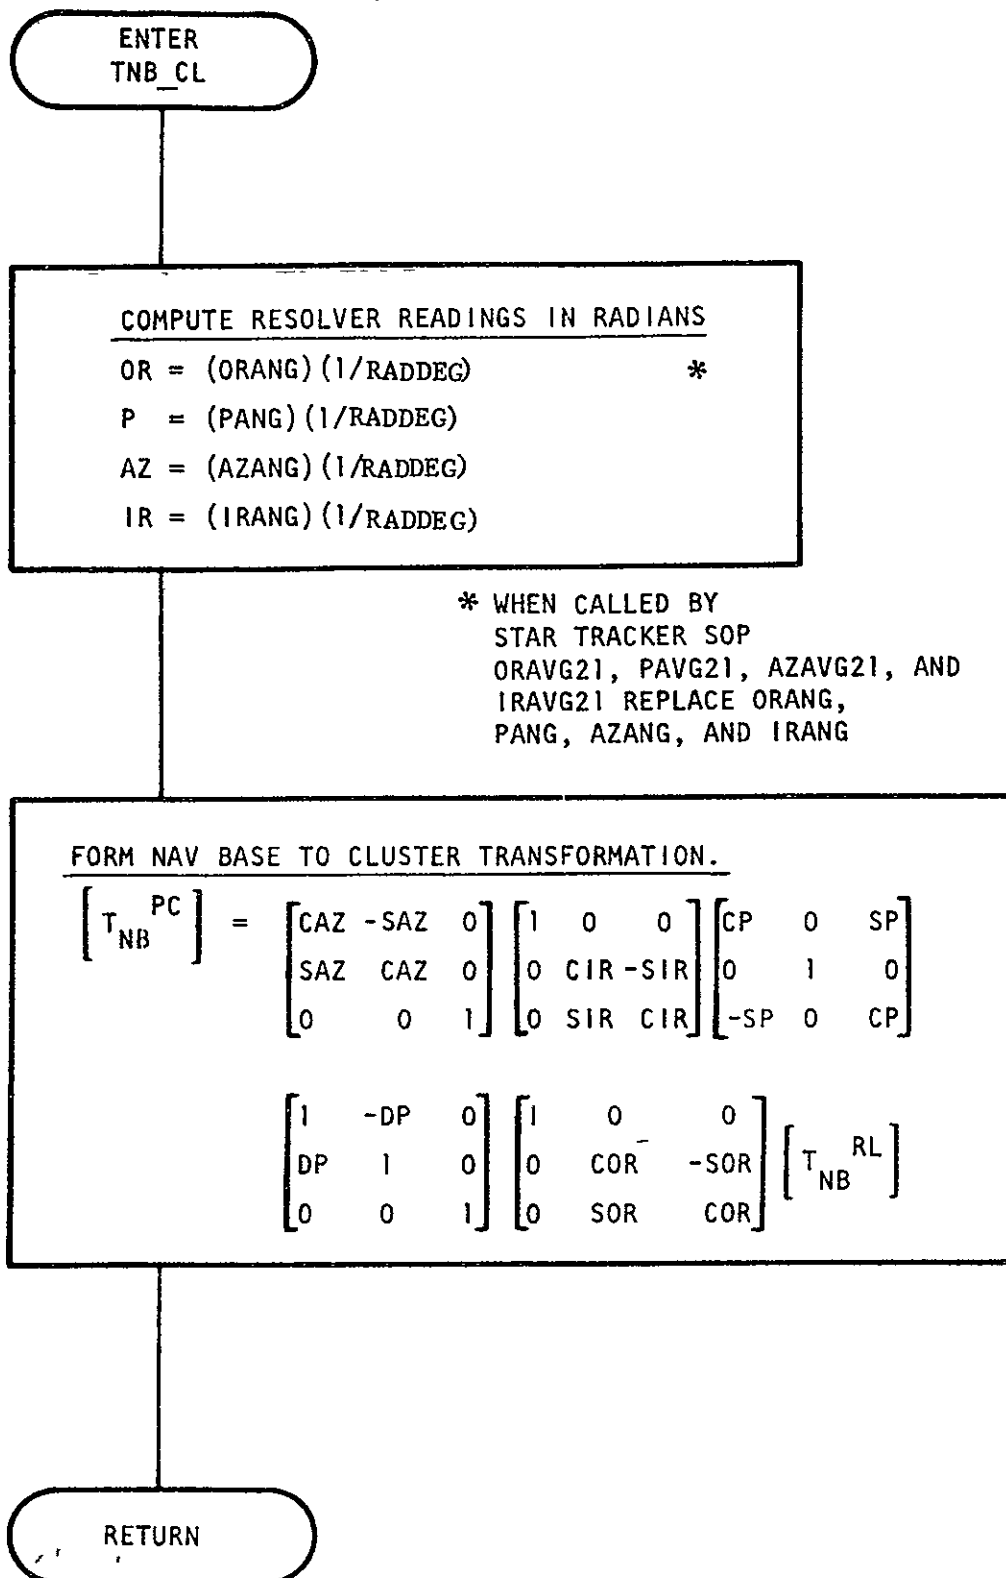 ENTER
TNB_CL
COMPUTE RESOLVER READINGS IN RADIANS
OR = (ORANG)(1/RADDEG) *
P = (PANG)(1/RADDEG)
AZ = (AZANG)(1/RADDEG)
IR = (IRANG)(1/RADDEG)
* WHEN CALLED BY
STAR TRACKER SOP
ORAVG21, PAVG21, AZAVG21, AND
IRAVG21 REPLACE ORANG,
PANG, AZANG, AND IRANG
FORM NAV BASE TO CLUSTER TRANSFORMATION.
[T_NB^PC] = [CAZ -SAZ 0] [1 0 0] [CP 0 SP]
[SAZ CAZ 0] [0 CIR -SIR] [0 1 0]
[0 0 1] [0 SIR CIR] [-SP 0 CP]
[1 -DP 0] [1 0 0]
[DP 1 0] [0 COR -SOR] [T_NB^RL]
[0 0 1] [0 SOR COR]
RETURN